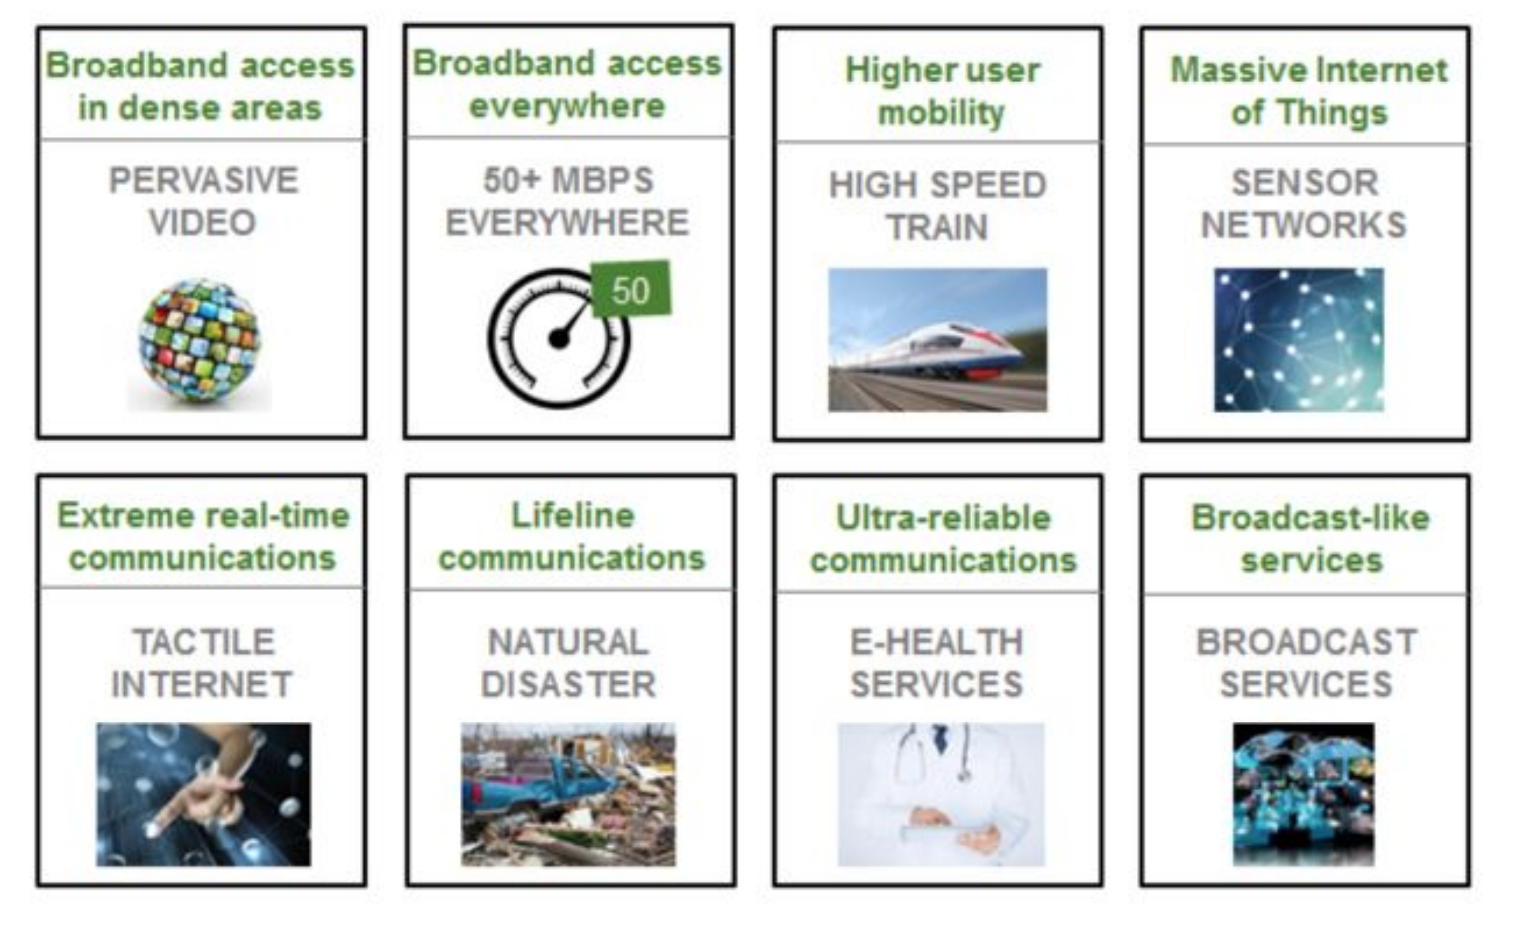 Broadband access
in dense areas
PERVASIVE
VIDEO
Broadband access
everywhere
50+ MBPS
EVERYWHERE
50
Higher user
mobility
HIGH SPEED
TRAIN
Massive Internet
of Things
SENSOR
NETWORKS
Extreme real-time
communications
TACTILE
INTERNET
Lifeline
communications
NATURAL
DISASTER
Ultra-reliable
communications
E-HEALTH
SERVICES
Broadcast-like
services
BROADCAST
SERVICES